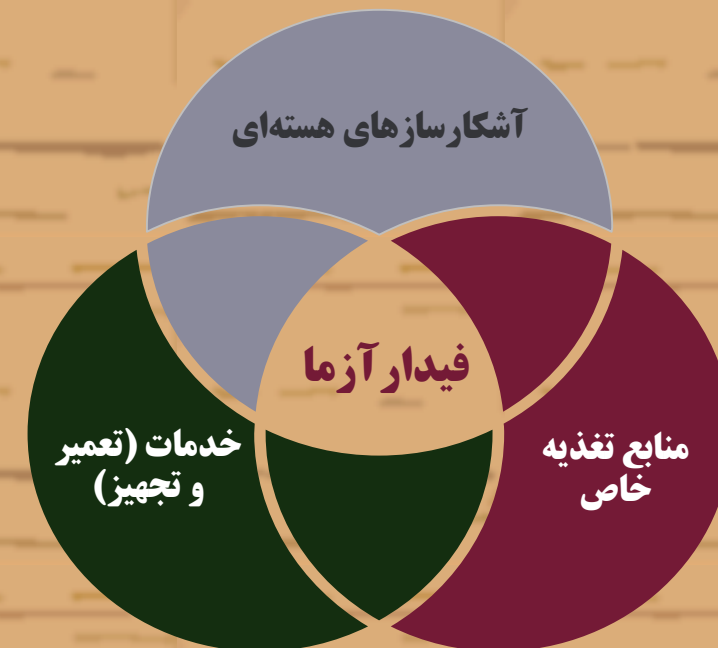 آشکارسازهای هسته‌ای
فیدار آزما
منابع تغذیه
خاص
خدمات (تعمیر
و تجهیز)